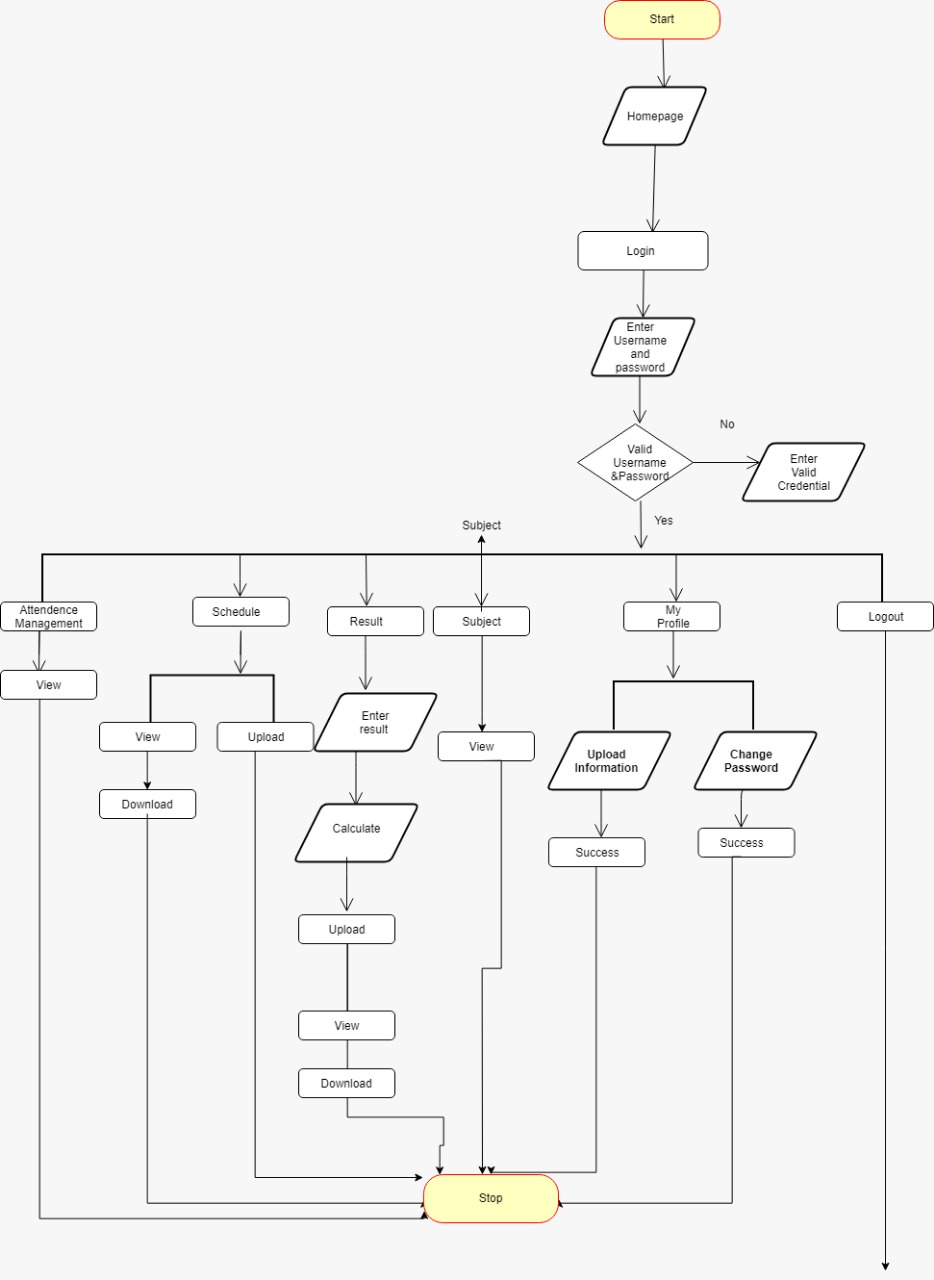 Start
Homepage
Login
Enter
Username
and
password
No
Valid
Username
&Password
Enter
Valid
Credential
Yes
Subject
Attendence
Management
Schedule
Result
Subject
My
Profile
Logout
View
View
Upload
Enter
result
View
Upload
Information
Change
Password
Download
Calculate
Success
Success
Upload
View
Download
Stop